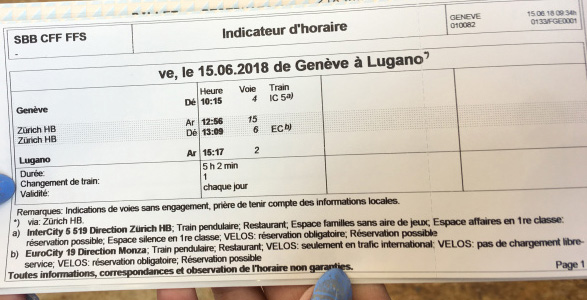 SBB CFF FFS
-
Indicateur d'horaire
GENEVE 15.06.18 09:34h
010082 0133/FGE0001
ve, le 15.06.2018 de Genève à Lugano*)
Heure Voie Train
Genève Dé 10:15 4 IC 5a)
Zürich HB Ar 12:56 15
Zürich HB Dé 13:09 6 ECb)
Lugano Ar 15:17 2
Durée: 5 h 2 min
Changement de train: 1
Validité: chaque jour
Remarques: Indications de voies sans engagement, prière de tenir compte des informations locales.
*) via: Zürich HB.
a) InterCity 5 519 Direction Zürich HB; Train pendulaire; Restaurant; Espace familles sans aire de jeux; Espace affaires en 1re classe:
réservation possible; Espace silence en 1re classe; VELOS: réservation obligatoire; Réservation possible
b) EuroCity 19 Direction Monza; Train pendulaire; Restaurant; VELOS: seulement en trafic international; VELOS: pas de chargement libre-
service; VELOS: réservation obligatoire; Réservation possible
Toutes informations, correspondances et observation de l'horaire non garanties.
Page 1